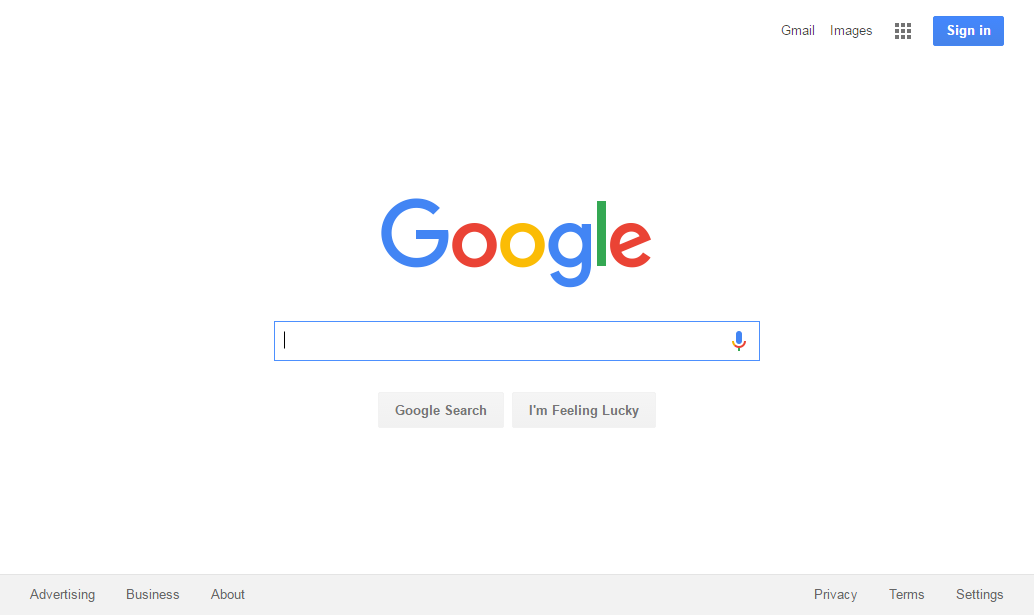 Gmail Images Sign in
Google
Google Search I'm Feeling Lucky
Advertising Business About Privacy Terms Settings